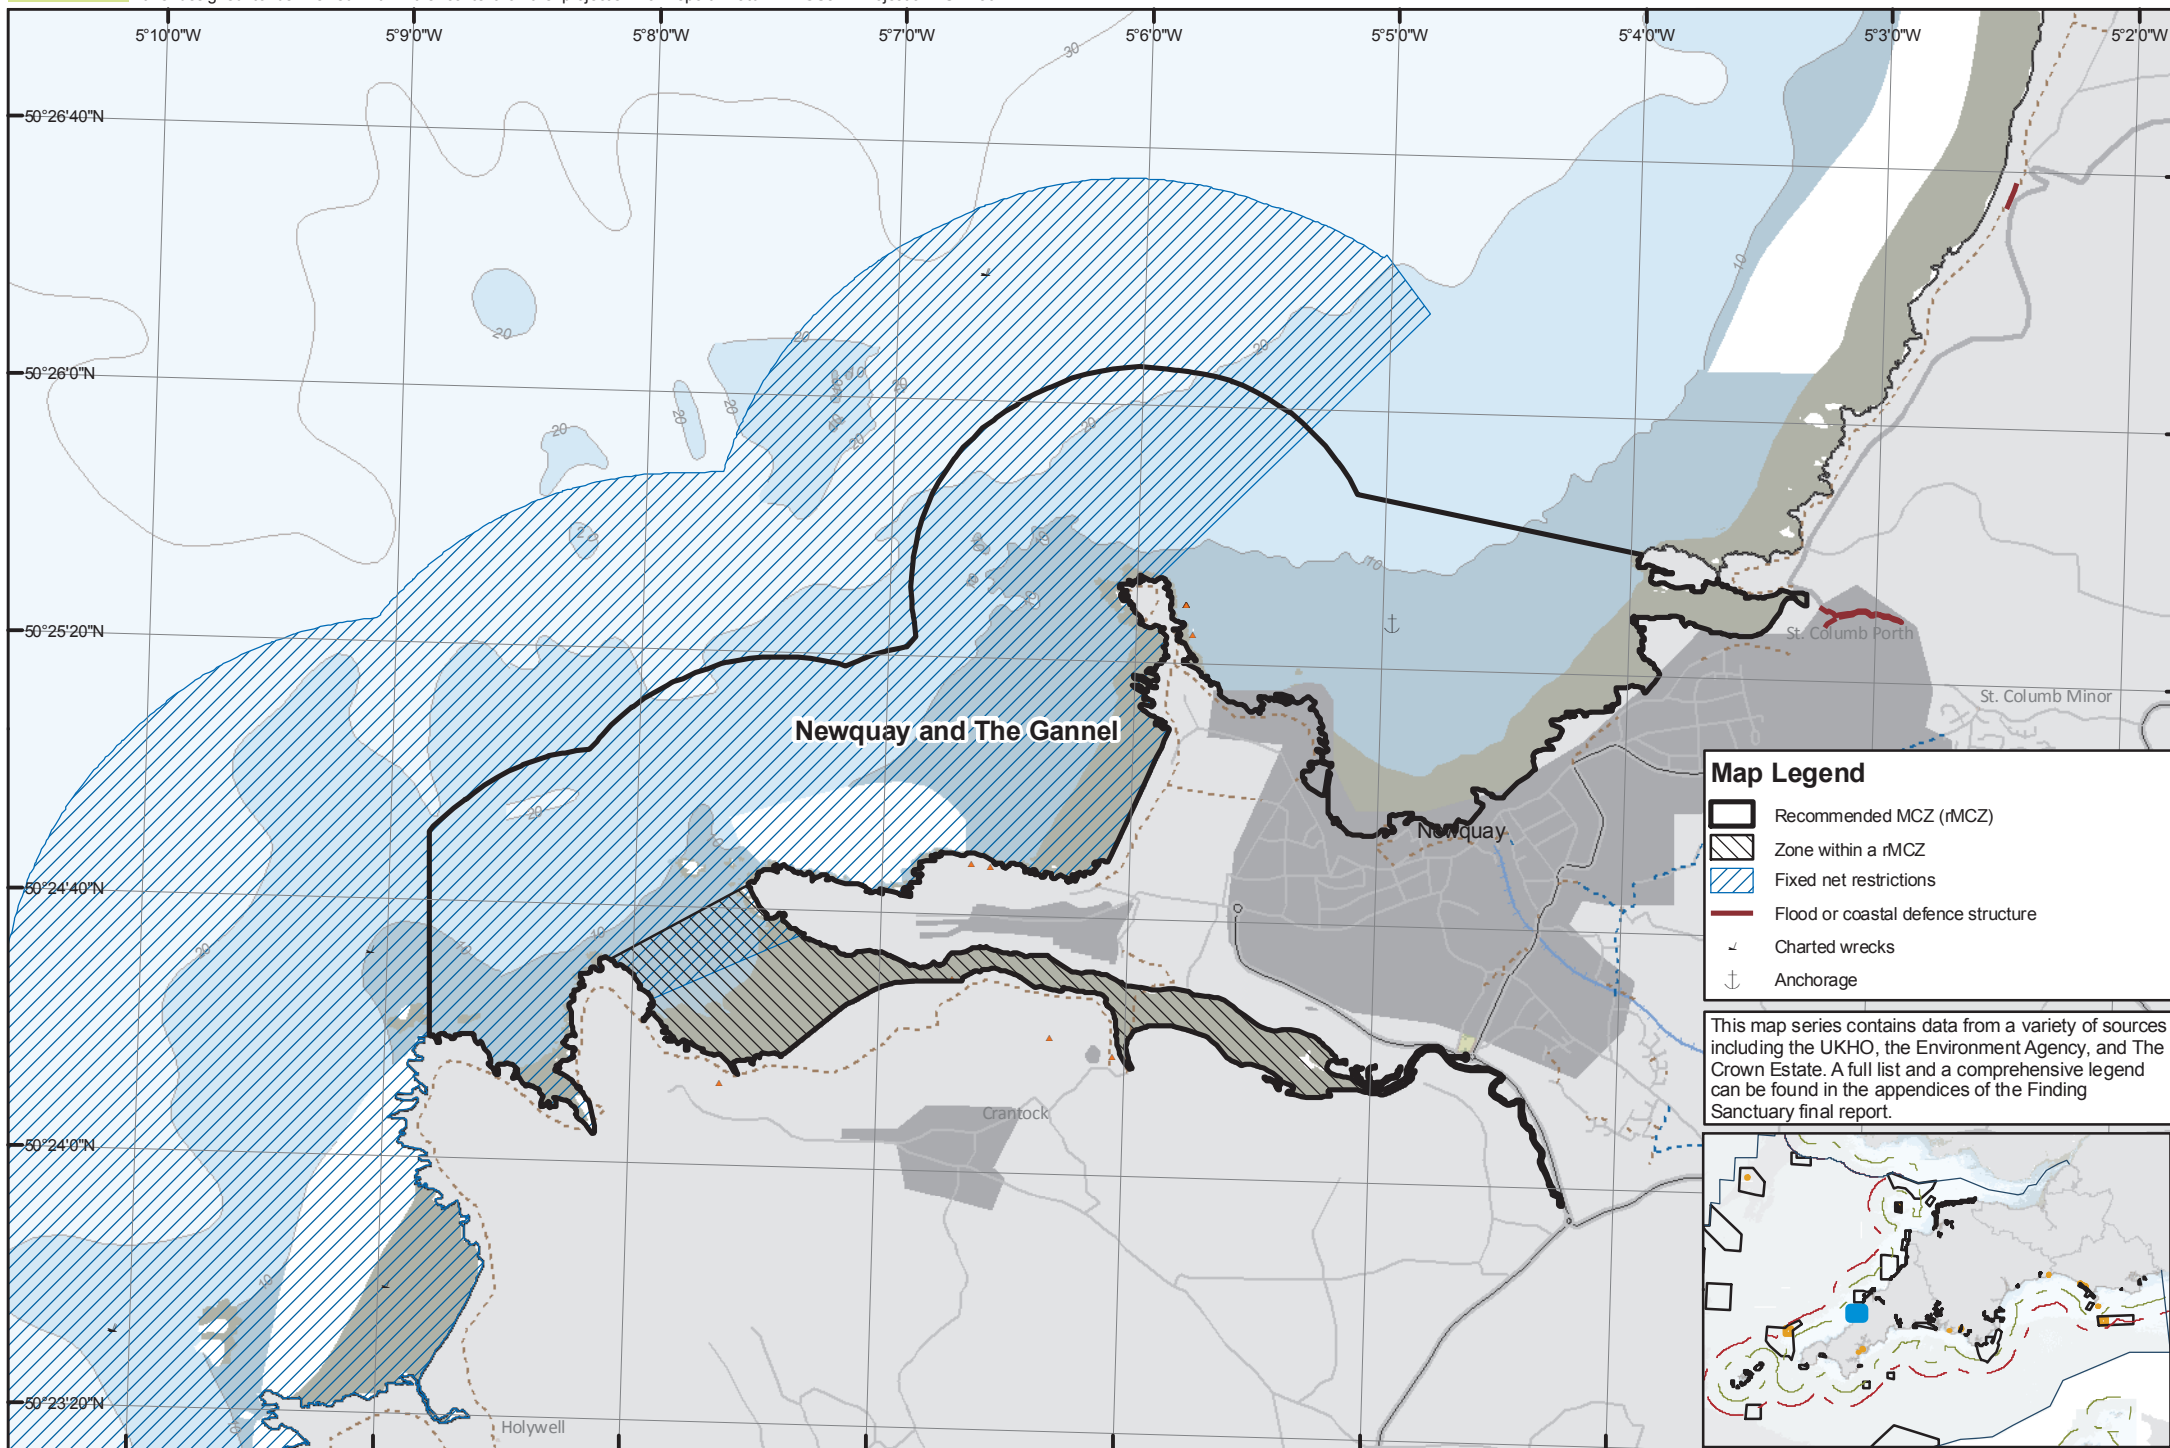 5°10'0"W
5°9'0"W
5°8'0"W
5°7'0"W
5°6'0"W
5°5'0"W
5°4'0"W
5°3'0"W
5°2'0"W
30
50°26'40"N
10
20
20
20
50°26'0"N
20
20
20
20
20
20
20
10
50°25'20"N
St. Columb Porth
St. Columb Minor
Newquay and The Gannel
20
Newquay
50°24'40"N
20
10
10
Crantock
50°24'0"N
10
50°23'20"N
Holywell
Map Legend
Recommended MCZ (rMCZ)
Zone within a rMCZ
Fixed net restrictions
Flood or coastal defence structure
Charted wrecks
Anchorage
This map series contains data from a variety of sources
including the UKHO, the Environment Agency, and The
Crown Estate. A full list and a comprehensive legend
can be found in the appendices of the Finding
Sanctuary final report.